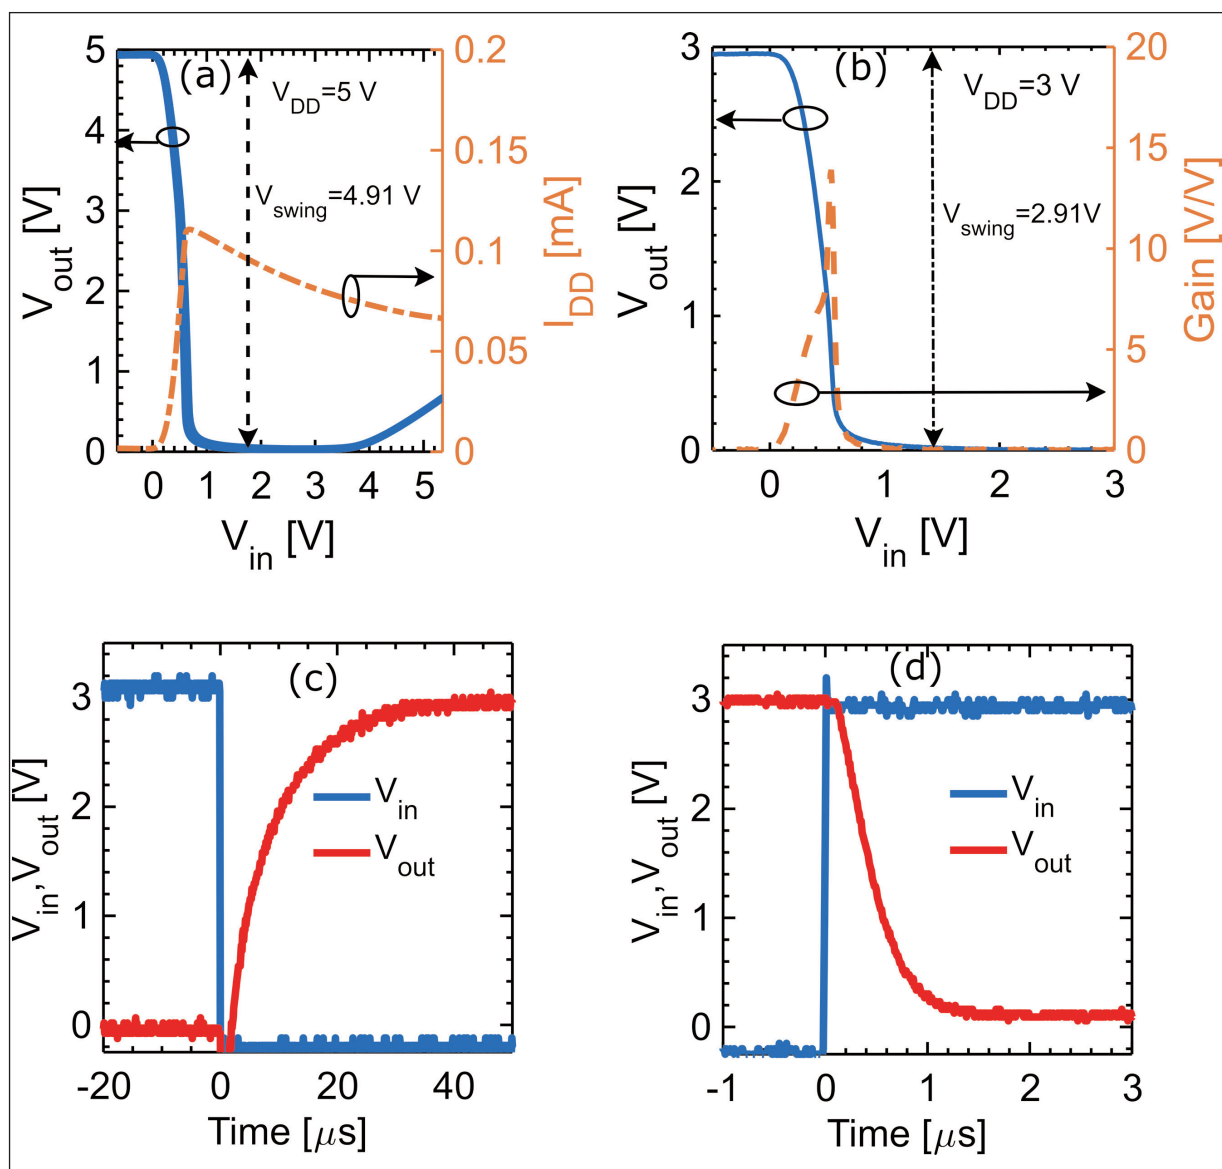 (a)
V_DD=5 V
V_swing=4.91 V
V_out [V]
5
4
3
2
1
0
0 1 2 3 4 5
V_in [V]
0.2
0.15
0.1
0.05
0
I_DD [mA]
(b)
V_DD=3 V
V_swing=2.91V
V_out [V]
3
2
1
0
0 1 2 3
V_in [V]
20
15
10
5
0
Gain [V/V]
(c)
V_in, V_out [V]
3
2
1
0
V_in
V_out
-20 0 20 40
Time [μs]
(d)
V_in, V_out [V]
3
2
1
0
V_in
V_out
-1 0 1 2 3
Time [μs]